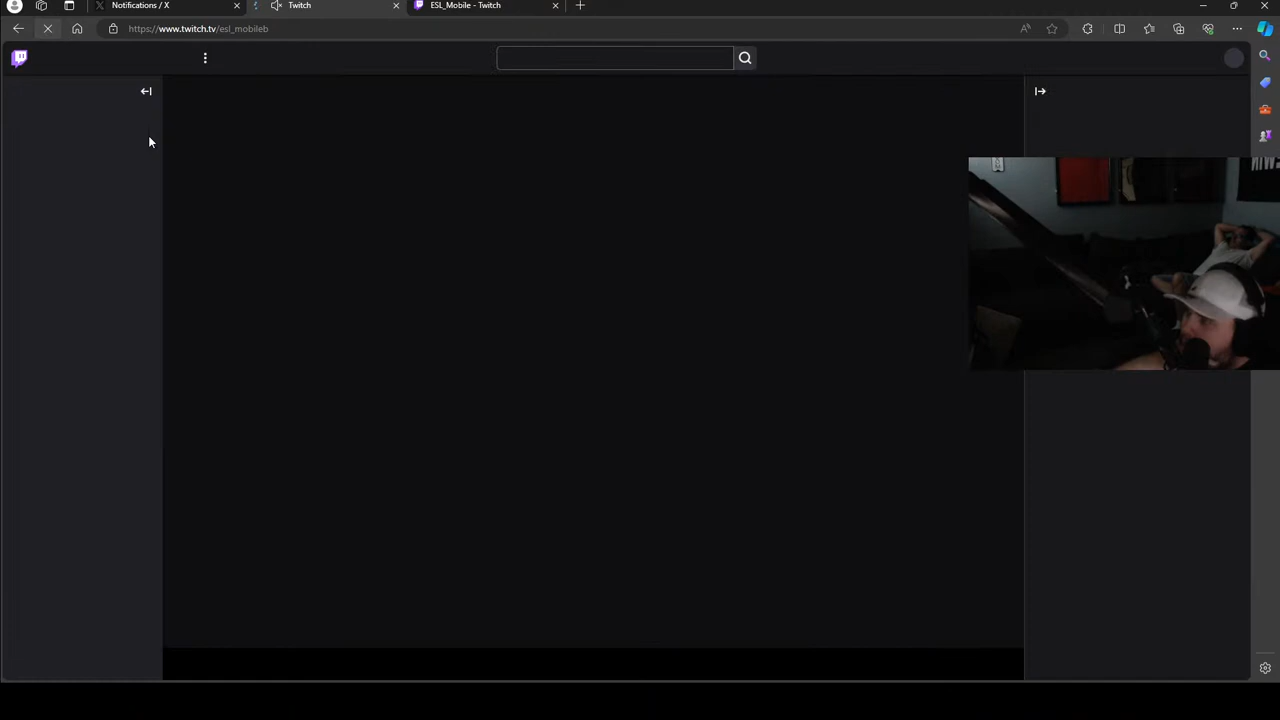 Notifications / X
Twitch
ESL_Mobile - Twitch
https://www.twitch.tv/esl_mobileb